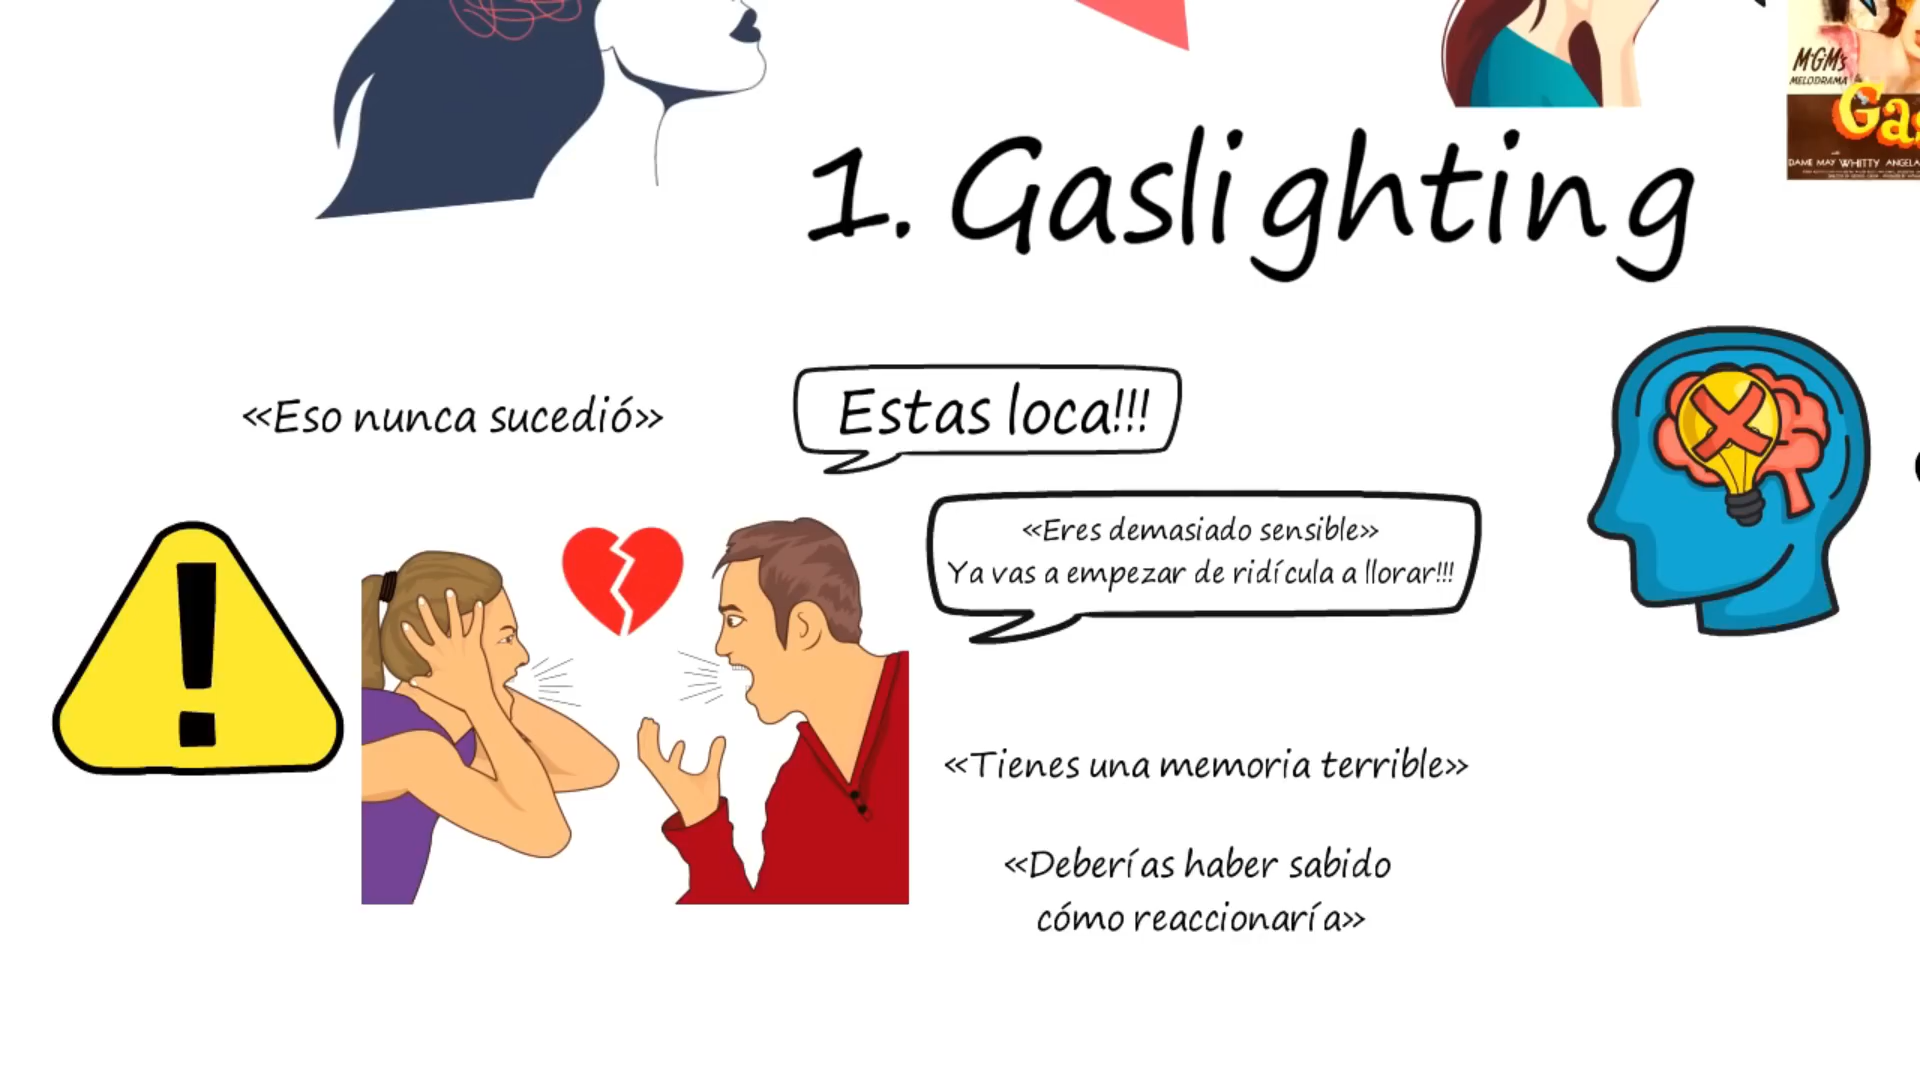 MGM's
MELODRAMA
DAME MAY WHITTY ANGELA
1. Gaslighting
«Eso nunca sucedió»
Estas loca!!!
«Eres demasiado sensible»
Ya vas a empezar de ridícula a llorar!!!
«Tienes una memoria terrible»
«Deberías haber sabido
cómo reaccionaría»